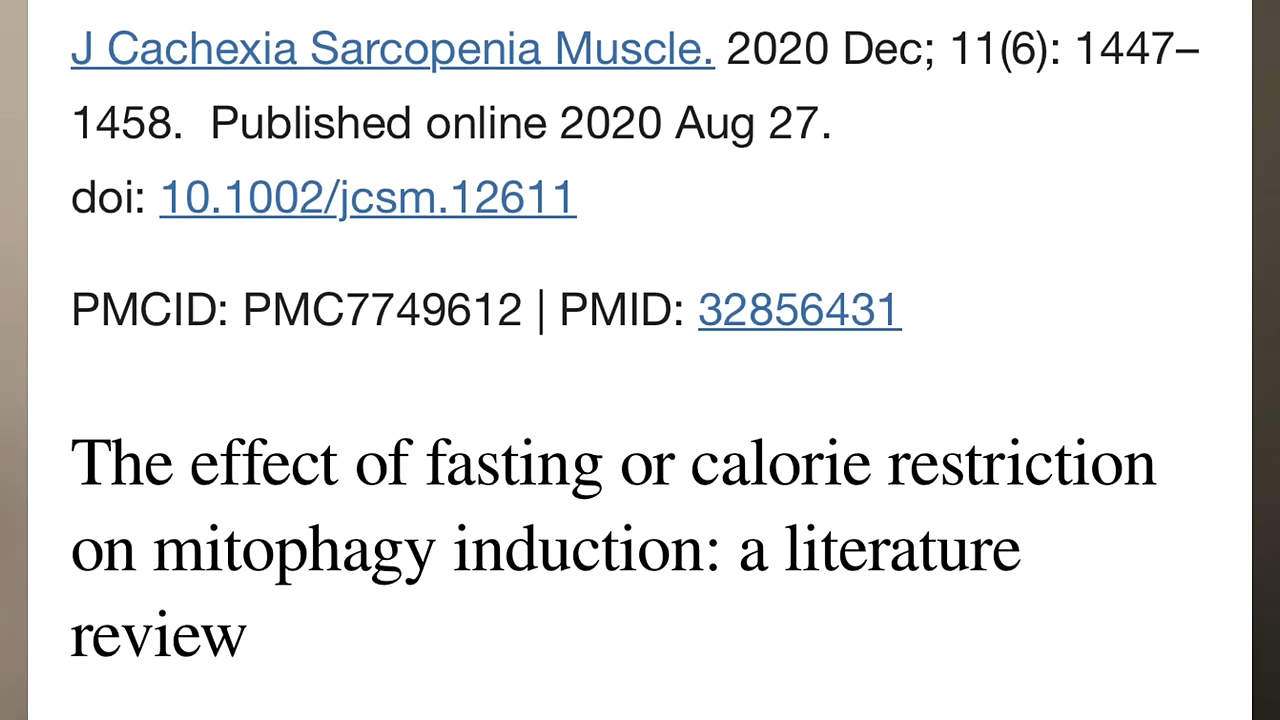 J Cachexia Sarcopenia Muscle. 2020 Dec; 11(6): 1447–
1458.  Published online 2020 Aug 27.
doi: 10.1002/jcsm.12611
PMCID: PMC7749612 | PMID: 32856431
The effect of fasting or calorie restriction
on mitophagy induction: a literature
review